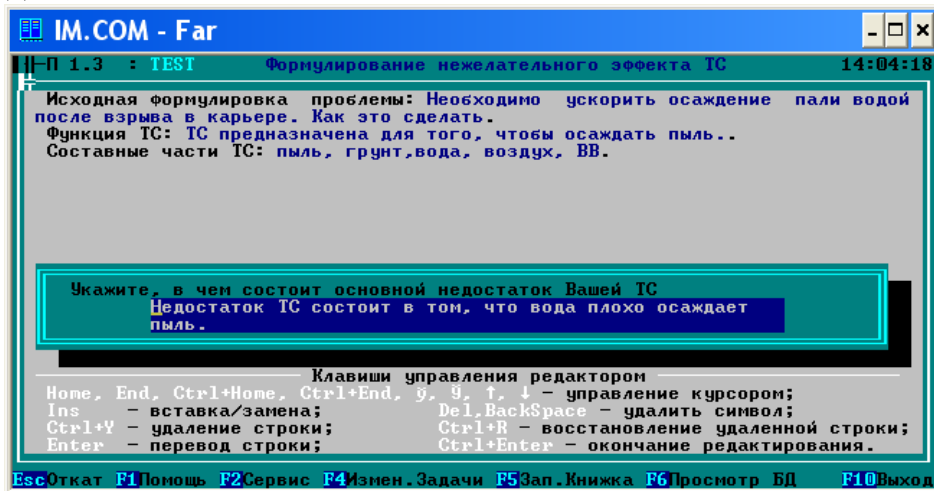 IM.COM - Far
П 1.3 : TEST Формулирование нежелательного эффекта ТС 14:04:18
Исходная формулировка проблемы: Необходимо ускорить осаждение пали водой
после взрыва в карьере. Как это сделать.
Функция ТС: ТС предназначена для того, чтобы осаждать пыль..
Составные части ТС: пыль, грунт,вода, воздух, ВВ.
Укажите, в чем состоит основной недостаток Вашей ТС
Недостаток ТС состоит в том, что вода плохо осаждает
пыль.
Клавиши управления редактором
Home, End, Ctrl+Home, Ctrl+End, ў, Ў, ↑, ↓ – управление курсором;
Ins – вставка/замена; Del,BackSpace – удалить символ;
Ctrl+Y – удаление строки; Ctrl+R – восстановление удаленной строки;
Enter – перевод строки; Ctrl+Enter – окончание редактирования.
EscОткат F1Помощь F2Сервис F4Измен.Задачи F5Зап.Книжка F6Просмотр БД F10Выход